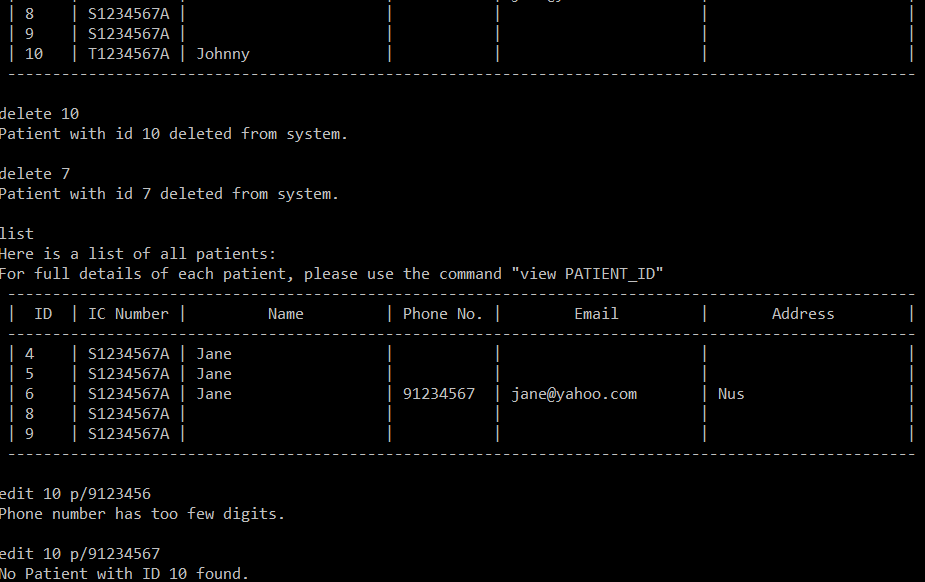 | 8 | S1234567A | | | | |
| 9 | S1234567A | | | | |
| 10 | T1234567A | Johnny | | | |
-----------------------------------------------------------------------------------------------------
delete 10
Patient with id 10 deleted from system.
delete 7
Patient with id 7 deleted from system.
list
Here is a list of all patients:
For full details of each patient, please use the command "view PATIENT_ID"
-----------------------------------------------------------------------------------------------------
| ID | IC Number | Name | Phone No. | Email | Address |
-----------------------------------------------------------------------------------------------------
| 4 | S1234567A | Jane | | | |
| 5 | S1234567A | Jane | | | |
| 6 | S1234567A | Jane | 91234567 | jane@yahoo.com | Nus |
| 8 | S1234567A | | | | |
| 9 | S1234567A | | | | |
-----------------------------------------------------------------------------------------------------
edit 10 p/9123456
Phone number has too few digits.
edit 10 p/91234567
No Patient with ID 10 found.